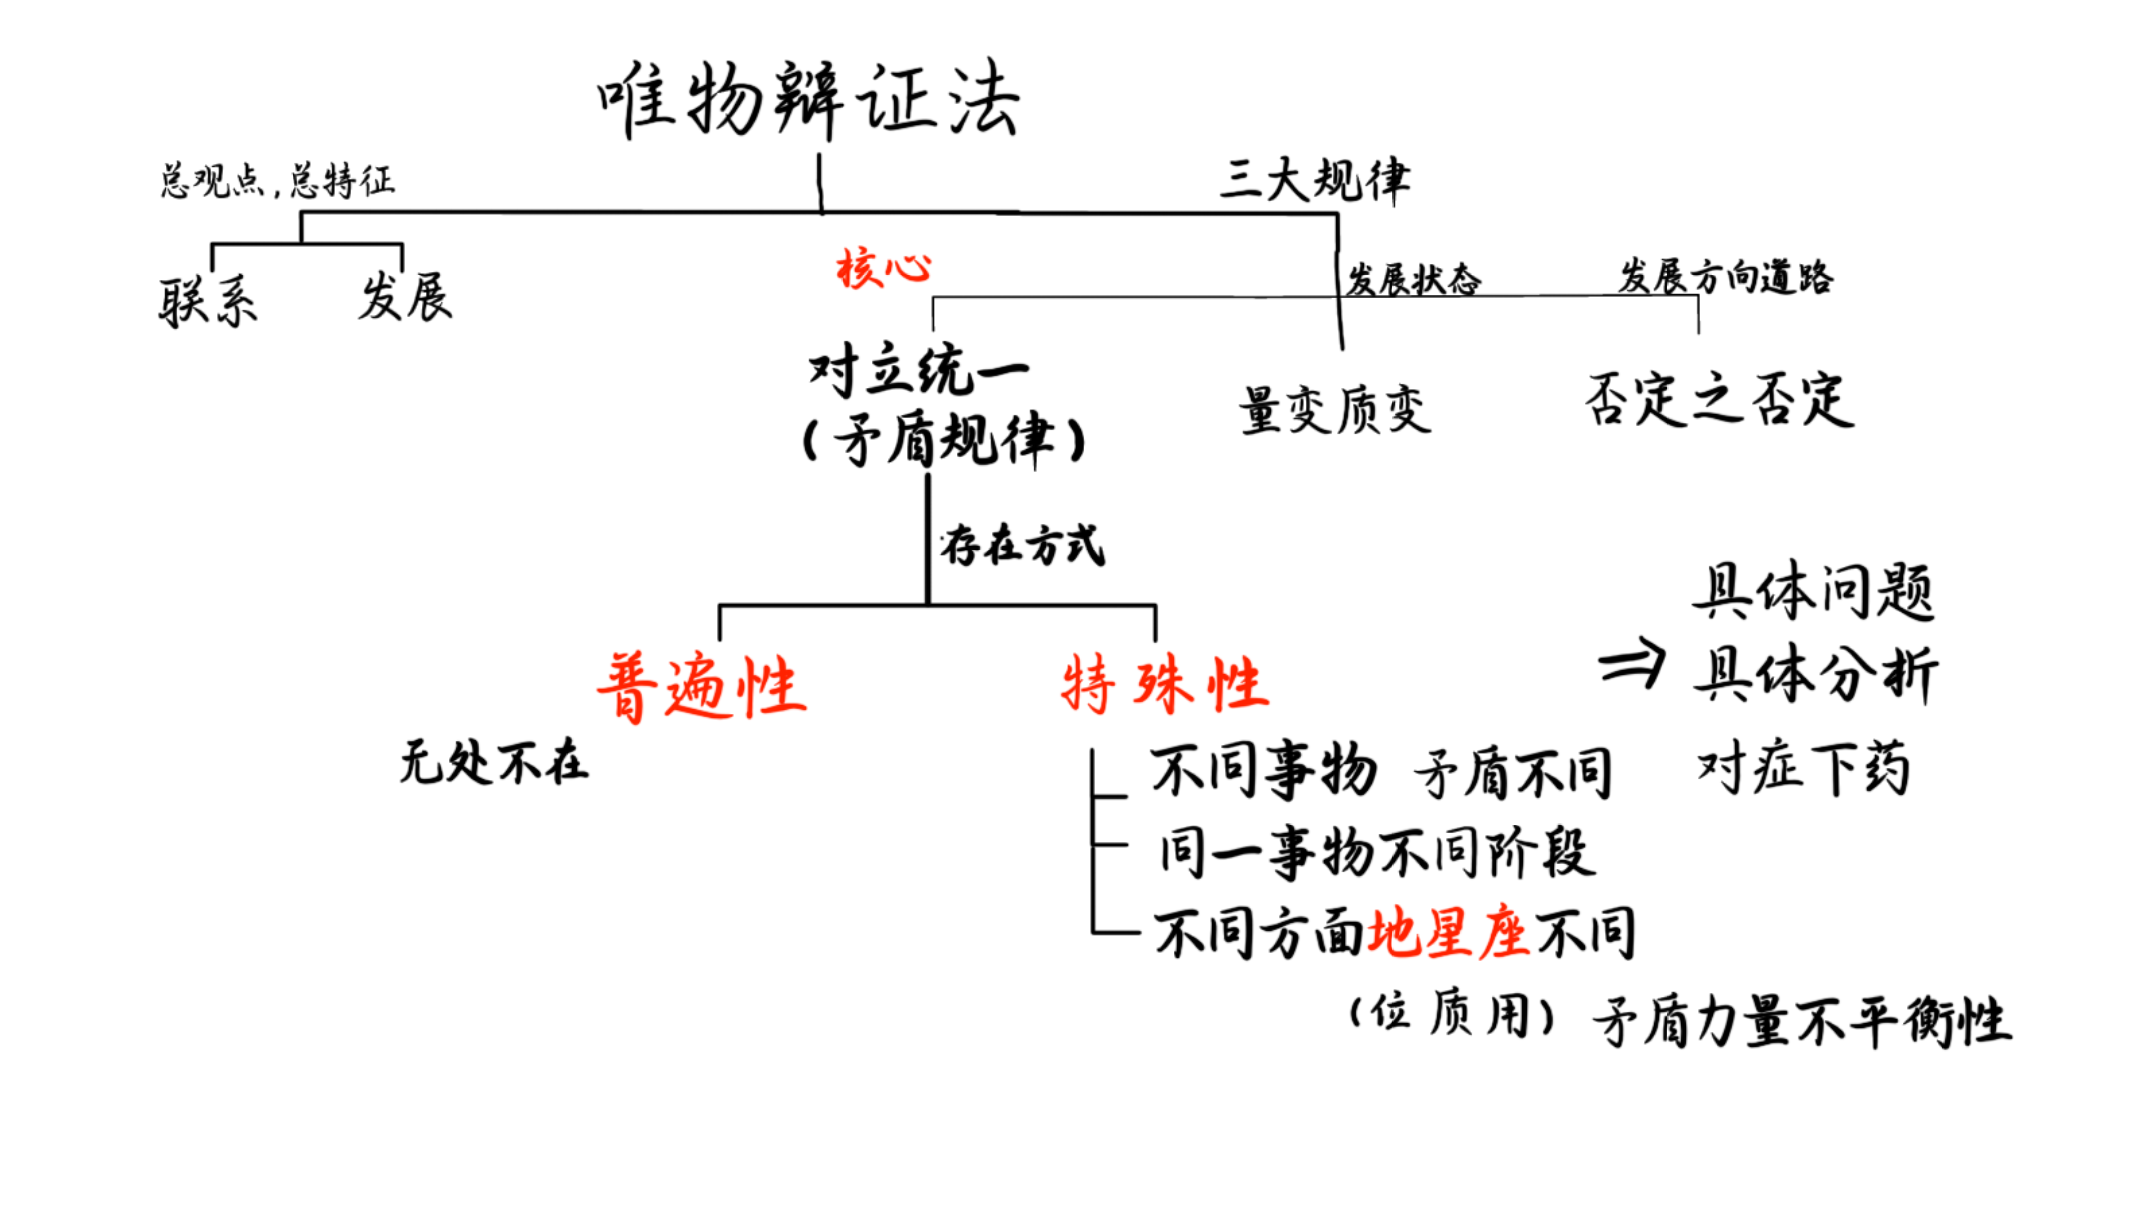 唯物辩证法
总观点,总特征
三大规律
联系
发展
核心
发展状态
发展方向道路
对立统一
(矛盾规律)
量变质变
否定之否定
存在方式
普遍性
特殊性
无处不在
不同事物 矛盾不同
同一事物不同阶段
不同方面地星座不同
(位质用) 矛盾力量不平衡性
⇒ 具体问题
具体分折
对症下药